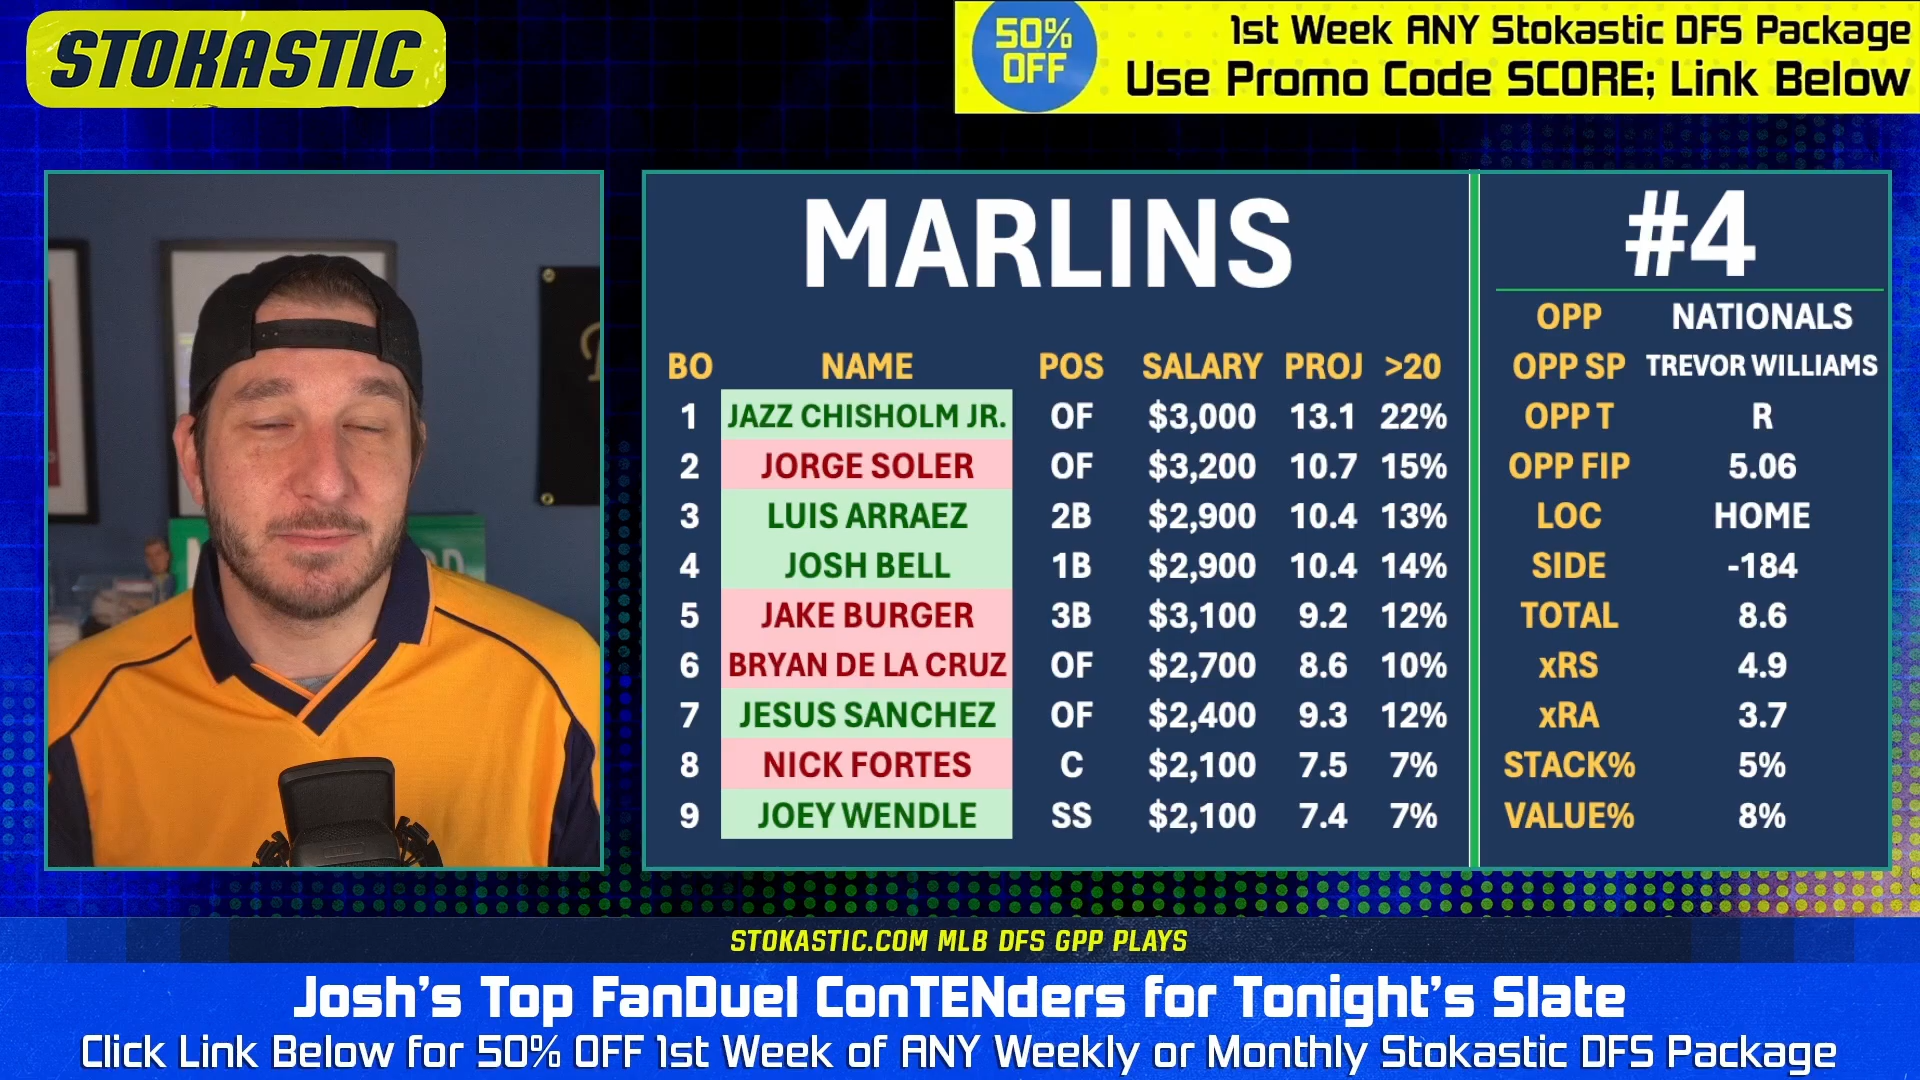 STOKASTIC
50% OFF
1st Week ANY Stokastic DFS Package
Use Promo Code SCORE; Link Below
MARLINS
BO NAME POS SALARY PROJ >20
1 JAZZ CHISHOLM JR. OF $3,000 13.1 22%
2 JORGE SOLER OF $3,200 10.7 15%
3 LUIS ARRAEZ 2B $2,900 10.4 13%
4 JOSH BELL 1B $2,900 10.4 14%
5 JAKE BURGER 3B $3,100 9.2 12%
6 BRYAN DE LA CRUZ OF $2,700 8.6 10%
7 JESUS SANCHEZ OF $2,400 9.3 12%
8 NICK FORTES C $2,100 7.5 7%
9 JOEY WENDLE SS $2,100 7.4 7%
#4
OPP NATIONALS
OPP SP TREVOR WILLIAMS
OPP T R
OPP FIP 5.06
LOC HOME
SIDE -184
TOTAL 8.6
xRS 4.9
xRA 3.7
STACK% 5%
VALUE% 8%
STOKASTIC.COM MLB DFS GPP PLAYS
Josh's Top FanDuel ConTENders for Tonight's Slate
Click Link Below for 50% OFF 1st Week of ANY Weekly or Monthly Stokastic DFS Package